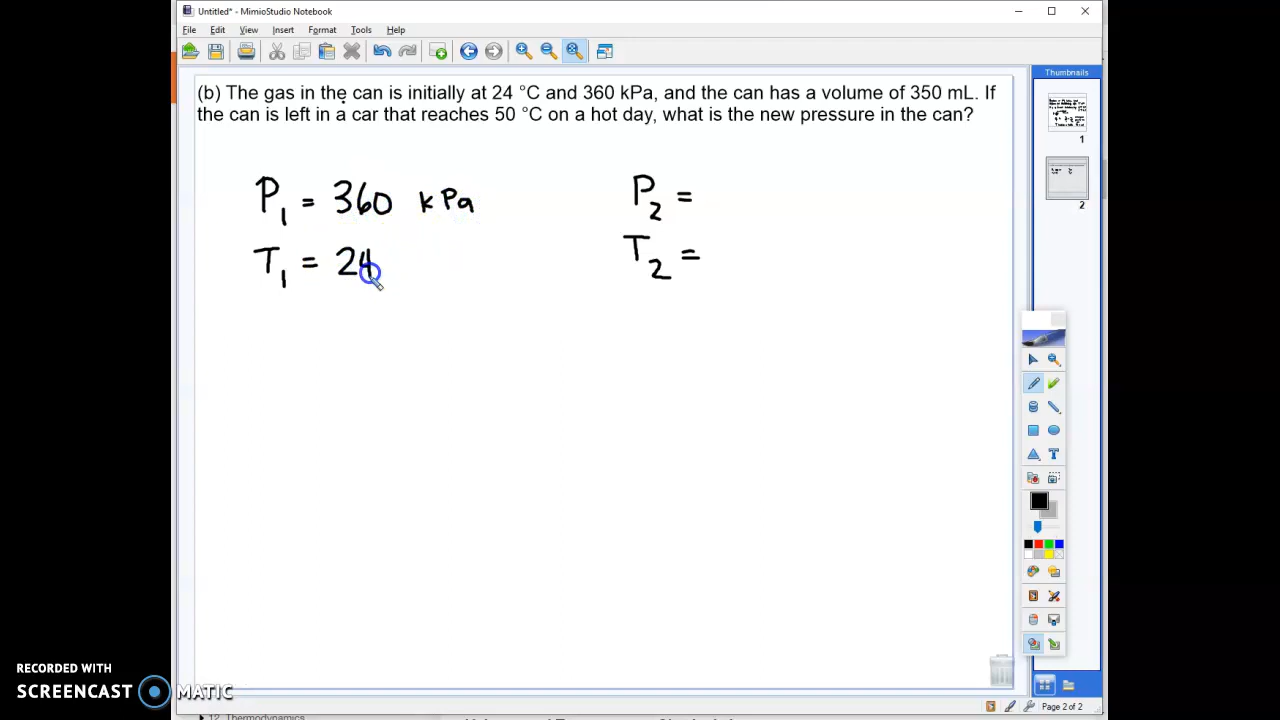 Untitled* - MimioStudio Notebook
File Edit View Insert Format Tools Help
Thumbnails
(b) The gas in the can is initially at 24 °C and 360 kPa, and the can has a volume of 350 mL. If
the can is left in a car that reaches 50 °C on a hot day, what is the new pressure in the can?
P₁ = 360 kPa
P₂ =
T₁ = 24
T₂ =
1
2
Page 2 of 2
RECORDED WITH
SCREENCAST MATIC
12. Thermodynamics